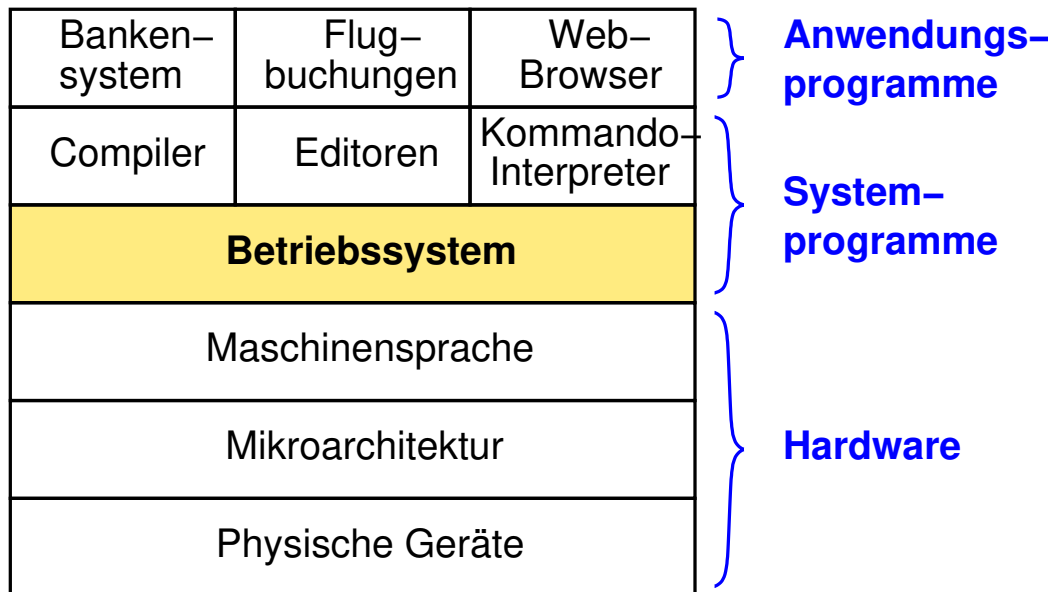 Banken–
system
Flug–
buchungen
Web–
Browser
Anwendungs–
programme
Compiler
Editoren
Kommando–
Interpreter
System–
programme
Betriebssystem
Maschinensprache
Mikroarchitektur
Hardware
Physische Geräte